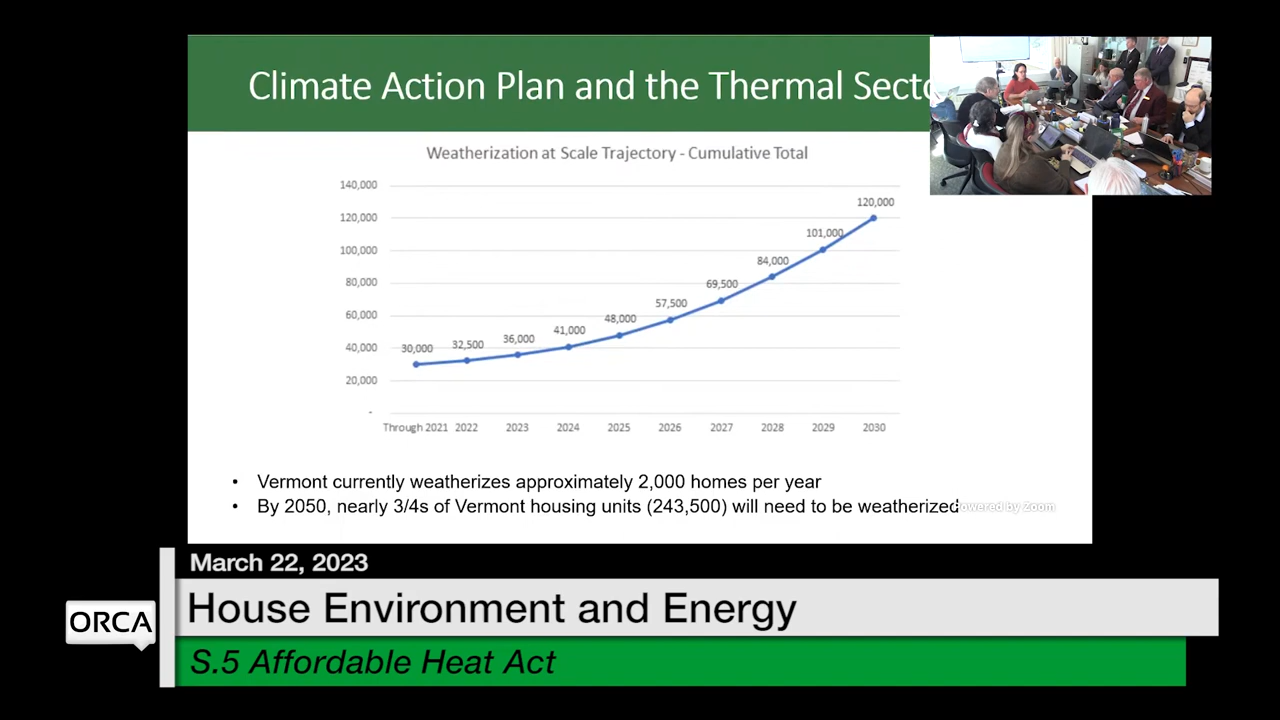 Climate Action Plan and the Thermal Secto
Weatherization at Scale Trajectory - Cumulative Total
140,000
120,000
100,000
80,000
60,000
40,000
20,000
-
30,000
32,500
36,000
41,000
48,000
57,500
69,500
84,000
101,000
120,000
Through 2021 2022 2023 2024 2025 2026 2027 2028 2029 2030
• Vermont currently weatherizes approximately 2,000 homes per year
• By 2050, nearly 3/4s of Vermont housing units (243,500) will need to be weatherized
Powered by Zoom
March 22, 2023
ORCA
House Environment and Energy
S.5 Affordable Heat Act